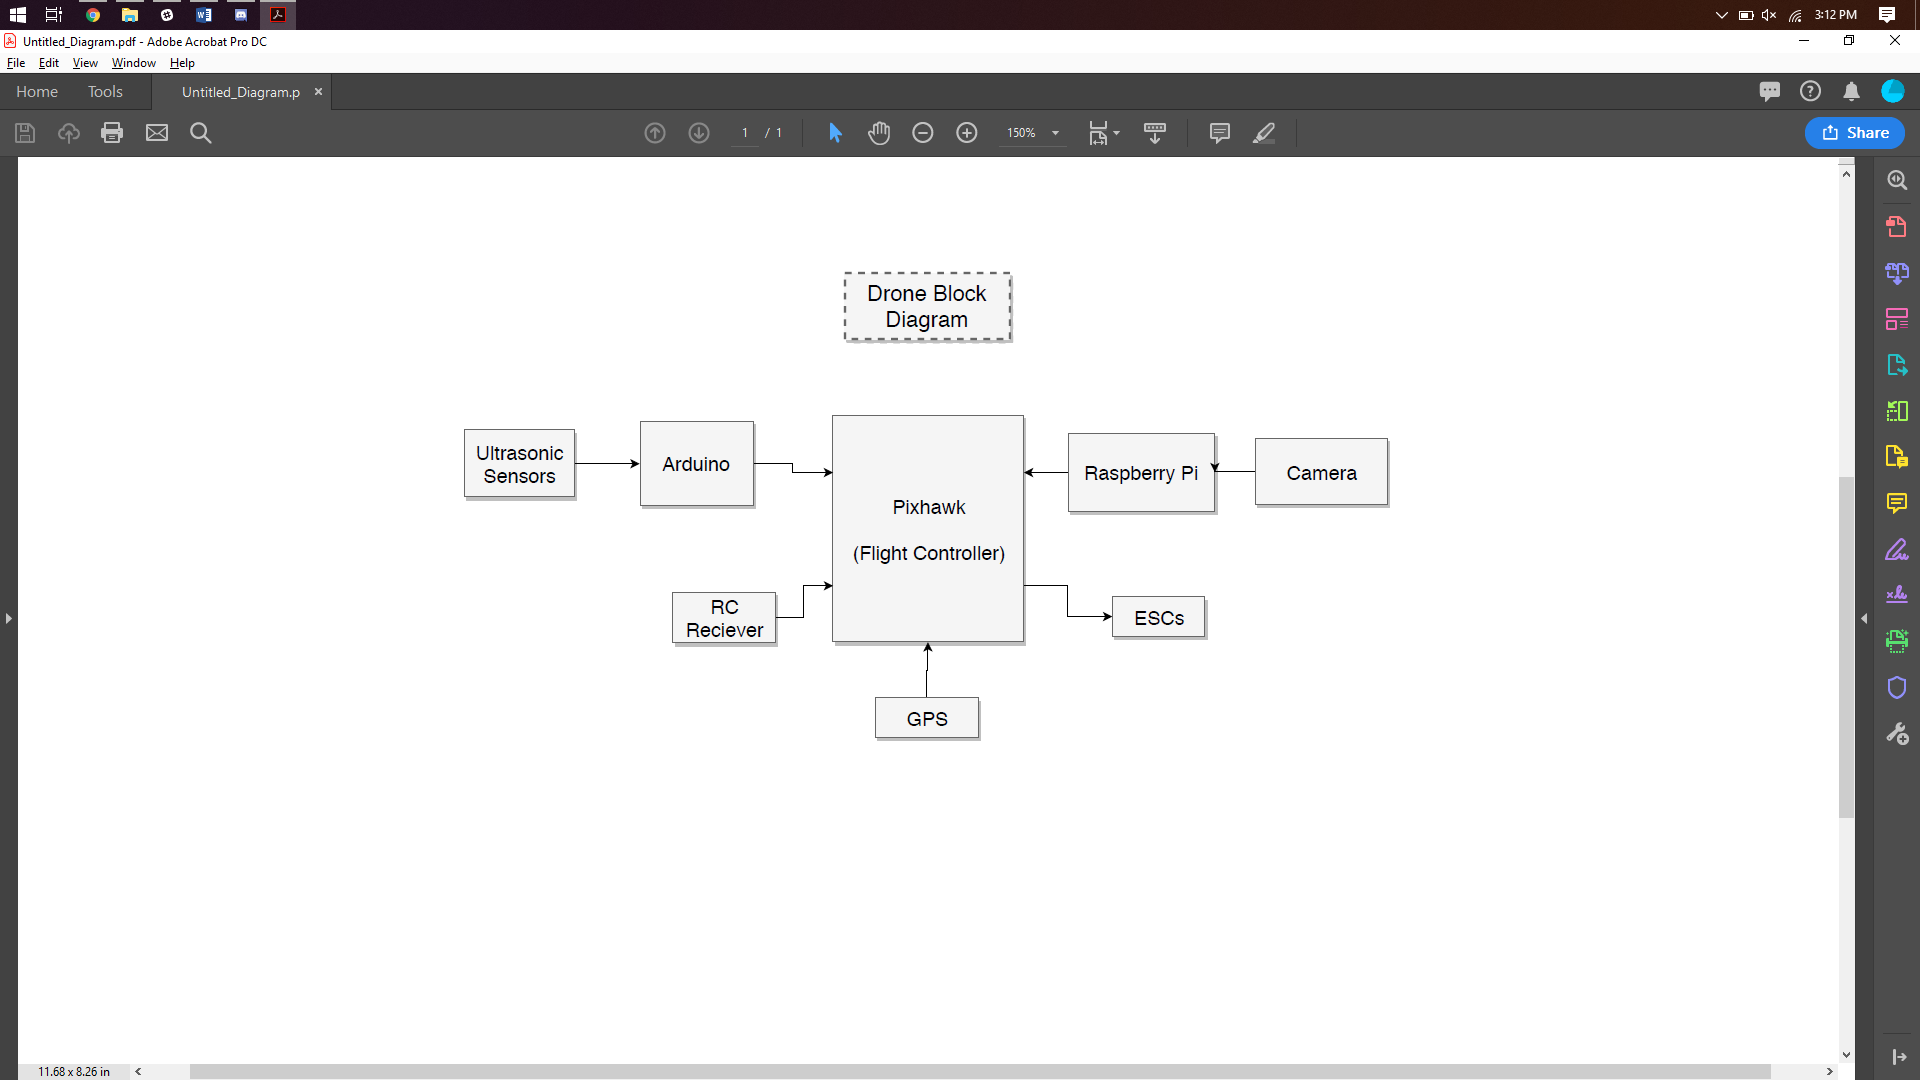 3:12 PM
Untitled_Diagram.pdf - Adobe Acrobat Pro DC
File Edit View Window Help
Home Tools Untitled_Diagram.p ×
1 / 1 150% Share
Drone Block
Diagram
Ultrasonic
Sensors
Arduino
Pixhawk
(Flight Controller)
Raspberry Pi
Camera
RC
Reciever
ESCs
GPS
11.68 x 8.26 in